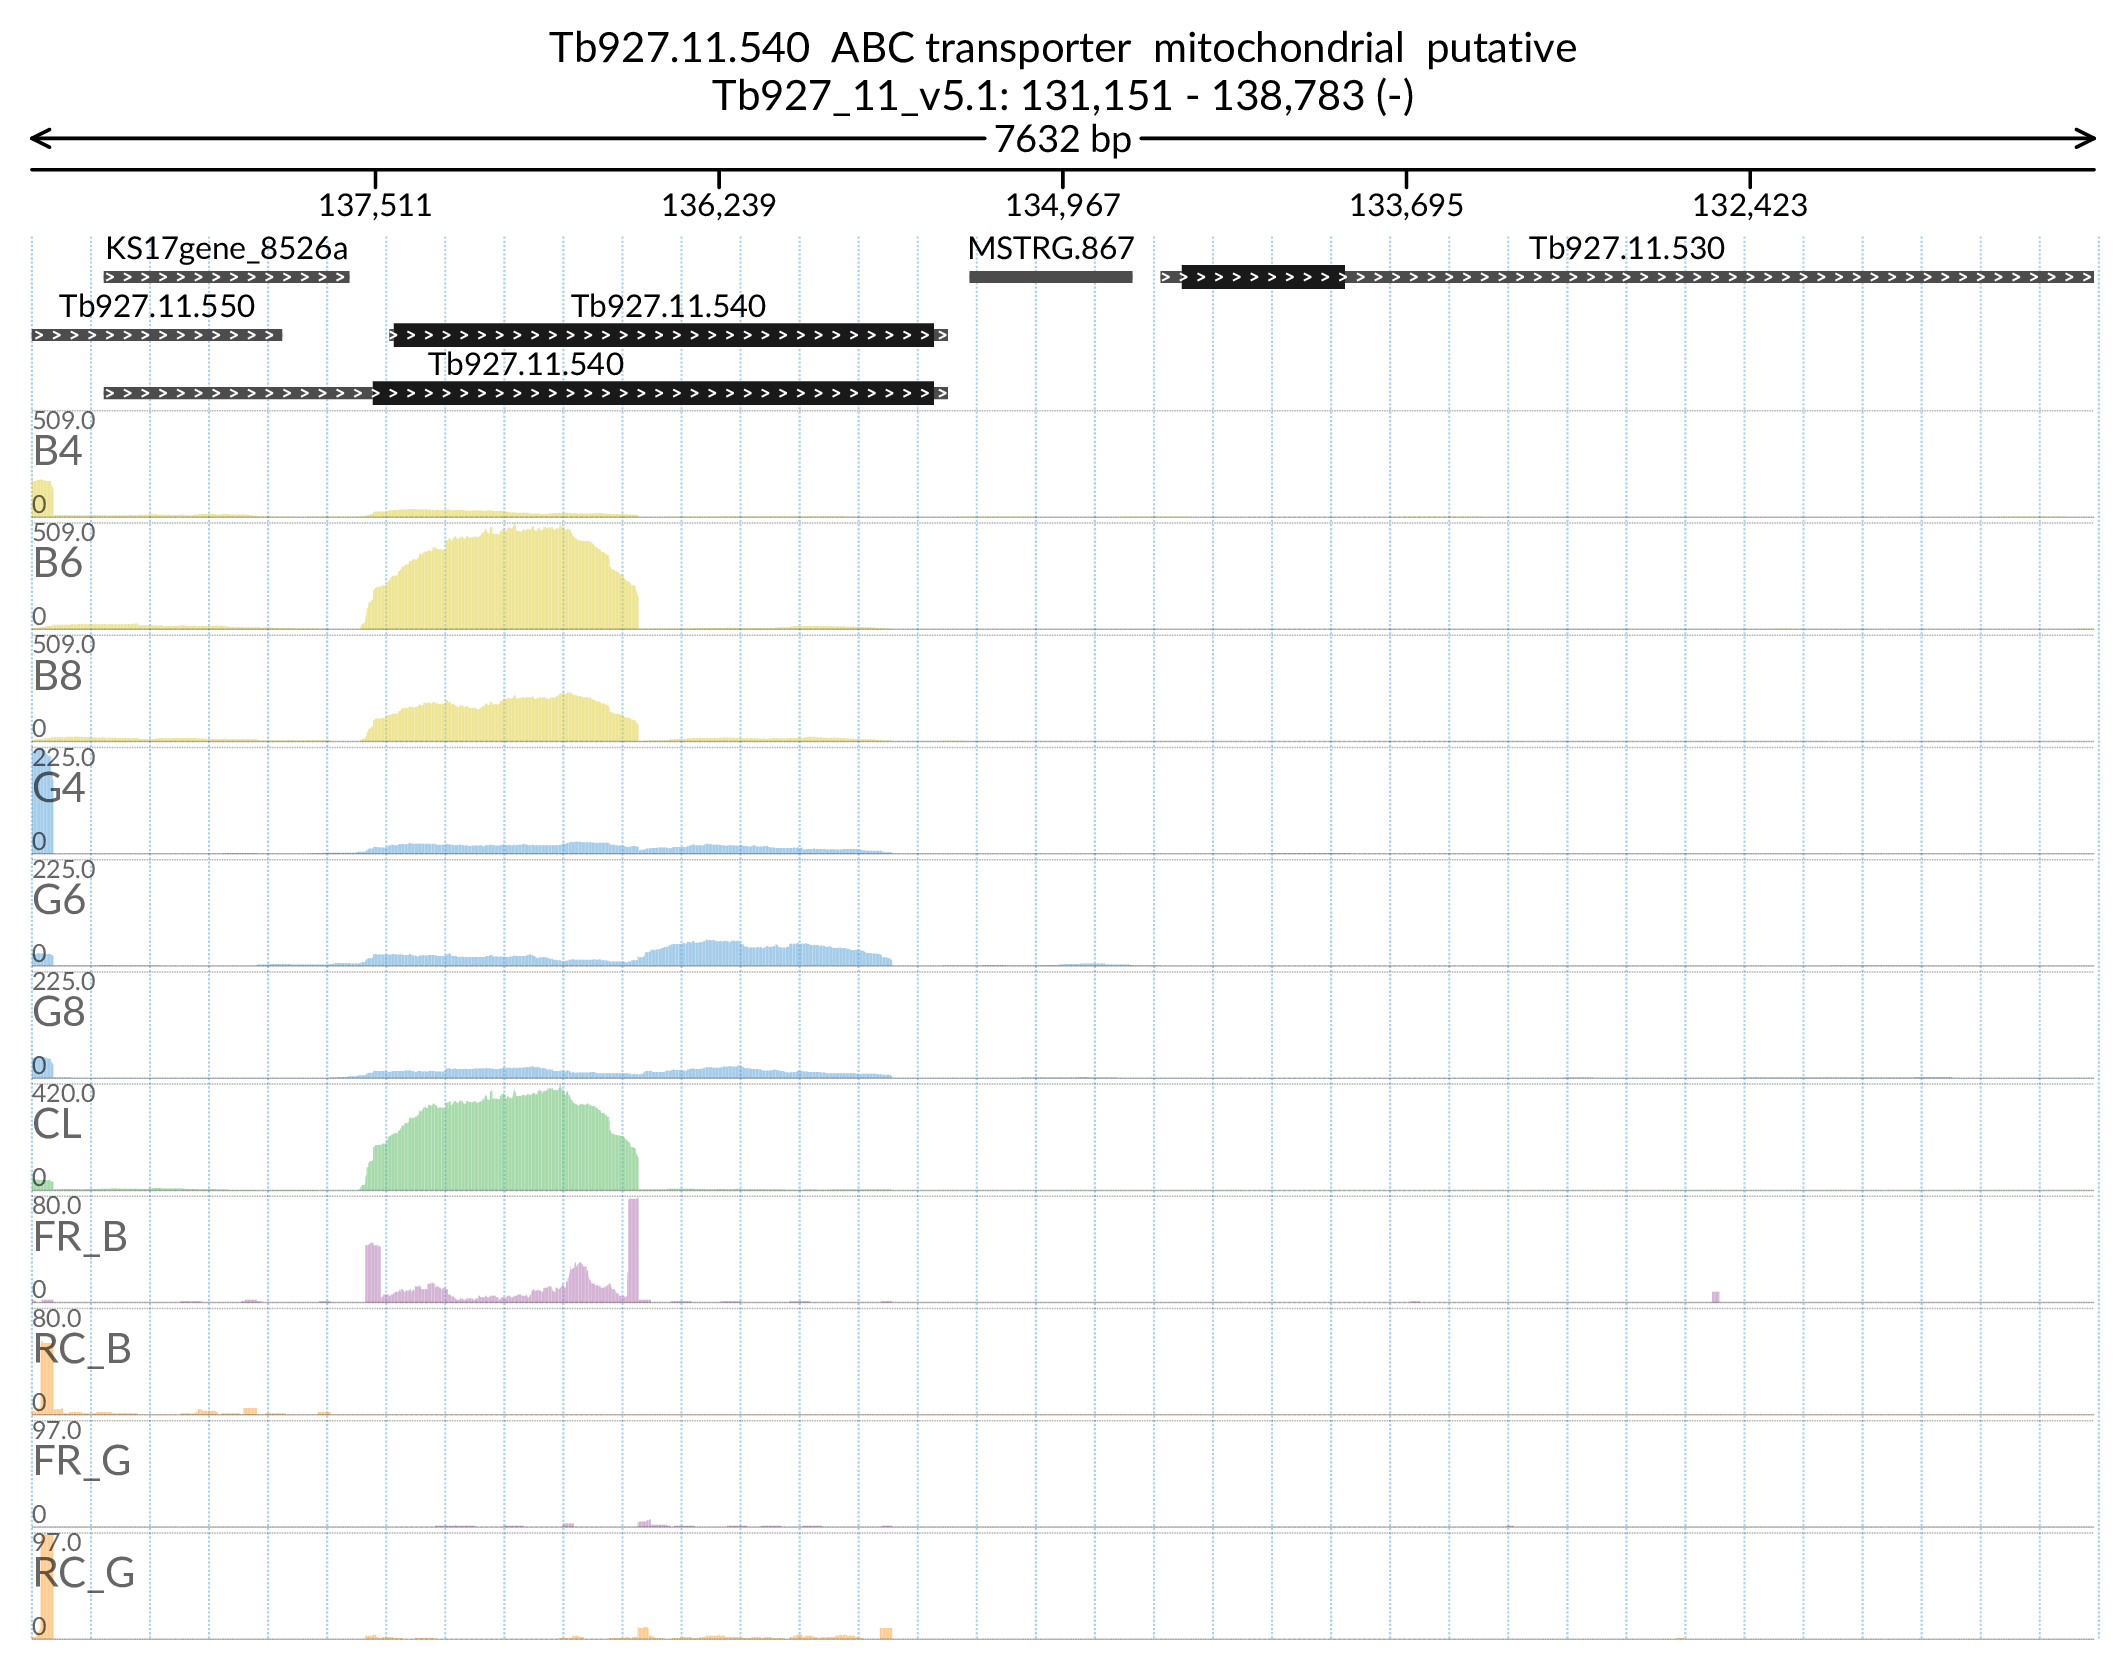 Tb927.11.540 ABC transporter mitochondrial putative
Tb927_11_v5.1: 131,151 - 138,783 (-)
7632 bp
137,511 136,239 134,967 133,695 132,423
KS17gene_8526a MSTRG.867 Tb927.11.530
Tb927.11.550 Tb927.11.540
Tb927.11.540
509.0
B4
0
509.0
B6
0
509.0
B8
0
225.0
G4
0
225.0
G6
0
225.0
G8
0
420.0
CL
0
80.0
FR_B
0
80.0
RC_B
0
97.0
FR_G
0
97.0
RC_G
0